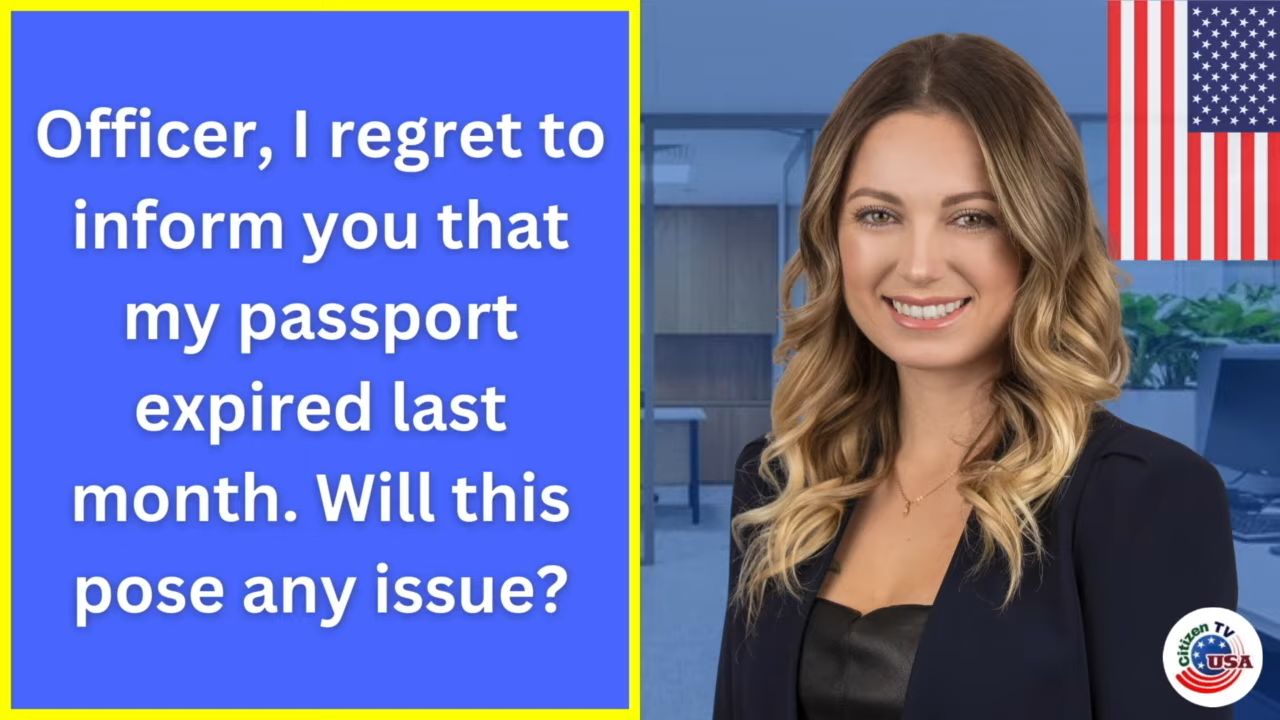 Officer, I regret to
inform you that
my passport
expired last
month. Will this
pose any issue?
Citizen TV
USA